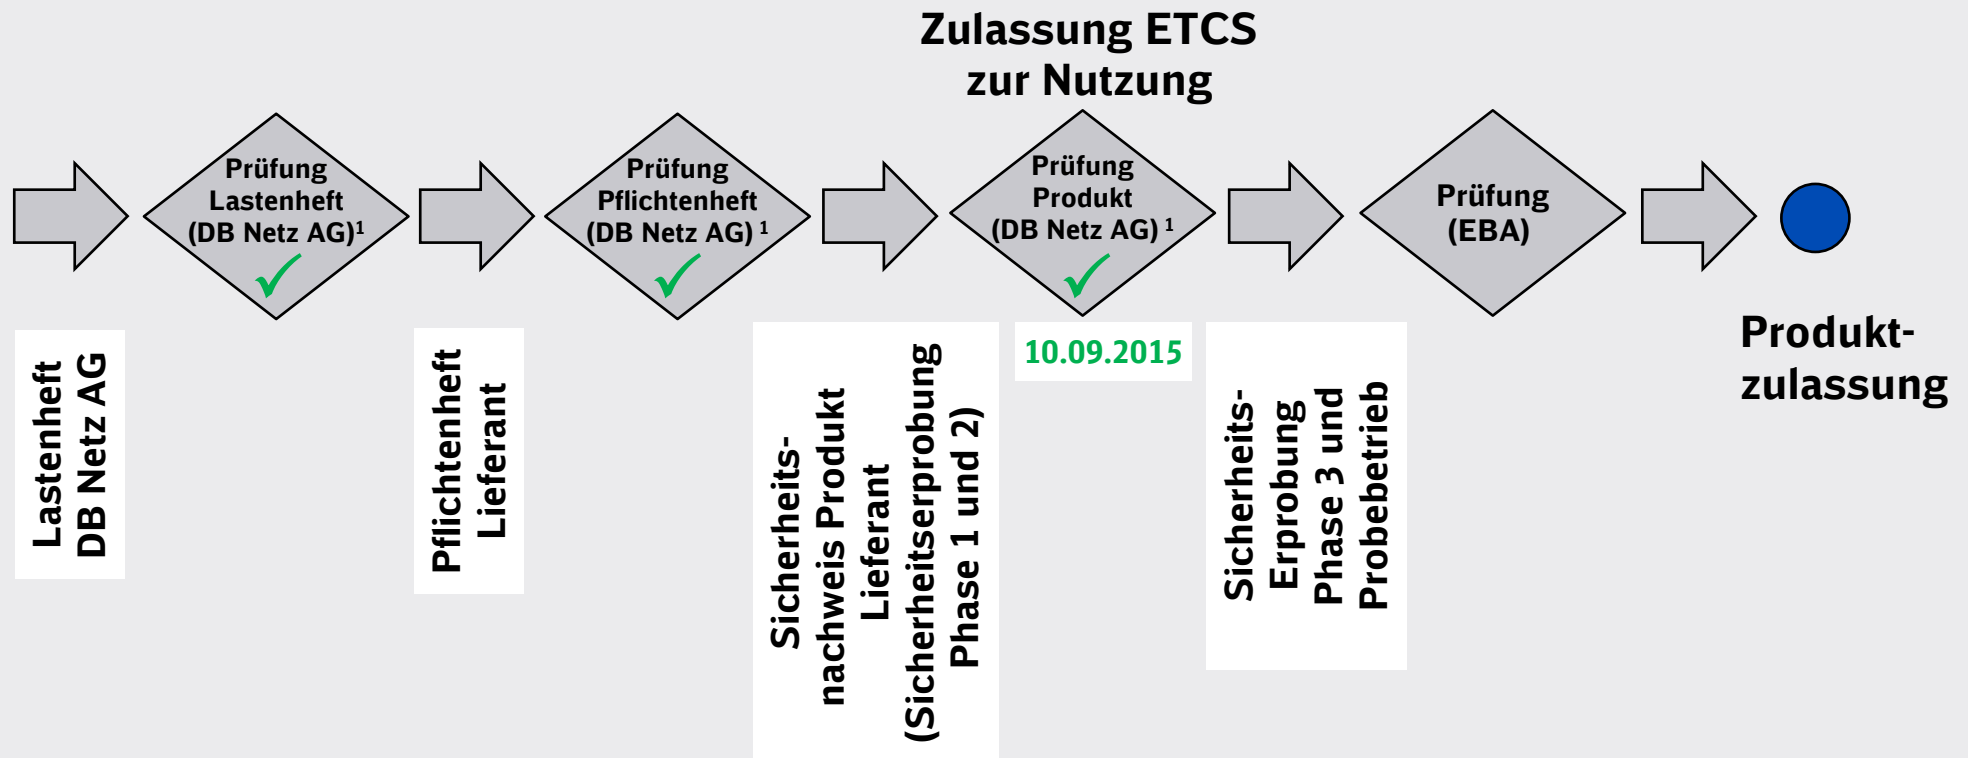 Zulassung ETCS
zur Nutzung
Prüfung
Lastenheft
(DB Netz AG)¹
Prüfung
Pflichtenheft
(DB Netz AG) ¹
Prüfung
Produkt
(DB Netz AG) ¹
Prüfung
(EBA)
Lastenheft
DB Netz AG
Pflichtenheft
Lieferant
Sicherheits-
nachweis Produkt
Lieferant
(Sicherheitserprobung
Phase 1 und 2)
10.09.2015
Sicherheits-
Erprobung
Phase 3 und
Probebetrieb
Produkt-
zulassung